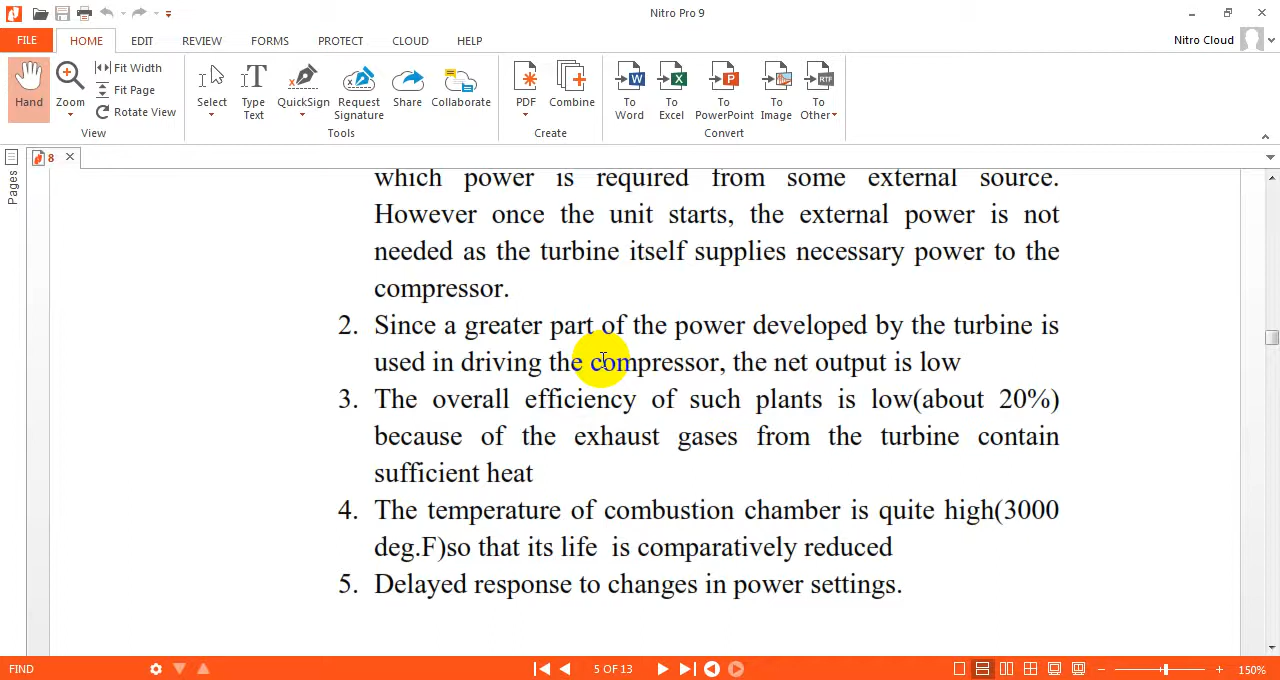 Nitro Pro 9
Nitro Cloud
FILE HOME EDIT REVIEW FORMS PROTECT CLOUD HELP
Hand
Zoom
Fit Width
Fit Page
Rotate View
View
Select
Type Text
QuickSign
Request Signature
Share
Collaborate
Tools
PDF
Combine
Create
To Word
To Excel
To PowerPoint
To Image
To Other
Convert
8
Pages
which power is required from some external source.
However once the unit starts, the external power is not
needed as the turbine itself supplies necessary power to the
compressor.
2. Since a greater part of the power developed by the turbine is
used in driving the compressor, the net output is low
3. The overall efficiency of such plants is low(about 20%)
because of the exhaust gases from the turbine contain
sufficient heat
4. The temperature of combustion chamber is quite high(3000
deg.F)so that its life is comparatively reduced
5. Delayed response to changes in power settings.
FIND
5 OF 13
150%